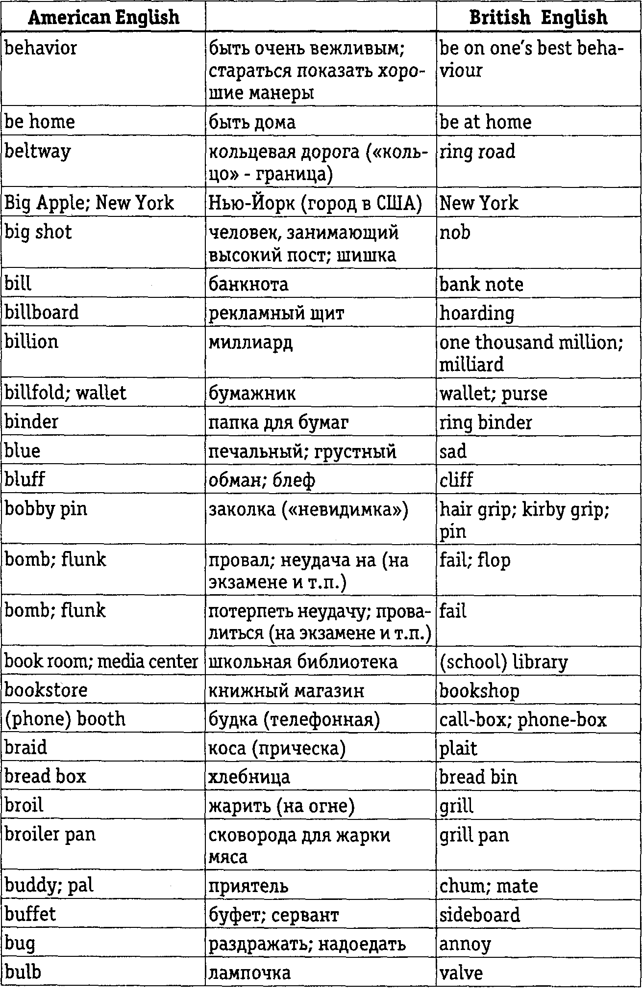 American English British English
behavior быть очень вежливым; be on one's best beha-
стараться показать хоро- viour
шие манеры
be home быть дома be at home
beltway кольцевая дорога («коль- ring road
цо» - граница)
Big Apple; New York Нью-Йорк (город в США) New York
big shot человек, занимающий nob
высокий пост; шишка
bill банкнота bank note
billboard рекламный щит hoarding
billion миллиард one thousand million;
milliard
billfold; wallet бумажник wallet; purse
binder папка для бумаг ring binder
blue печальный; грустный sad
bluff обман; блеф cliff
bobby pin заколка («невидимка») hair grip; kirby grip;
pin
bomb; flunk провал; неудача на (на fail; flop
экзамене и т.п.)
bomb; flunk потерпеть неудачу; прова- fail
литься (на экзамене и т.п.)
book room; media center школьная библиотека (school) library
bookstore книжный магазин bookshop
(phone) booth будка (телефонная) call-box; phone-box
braid коса (прическа) plait
bread box хлебница bread bin
broil жарить (на огне) grill
broiler pan сковорода для жарки grill pan
мяса
buddy; pal приятель chum; mate
buffet буфет; сервант sideboard
bug раздражать; надоедать annoy
bulb лампочка valve